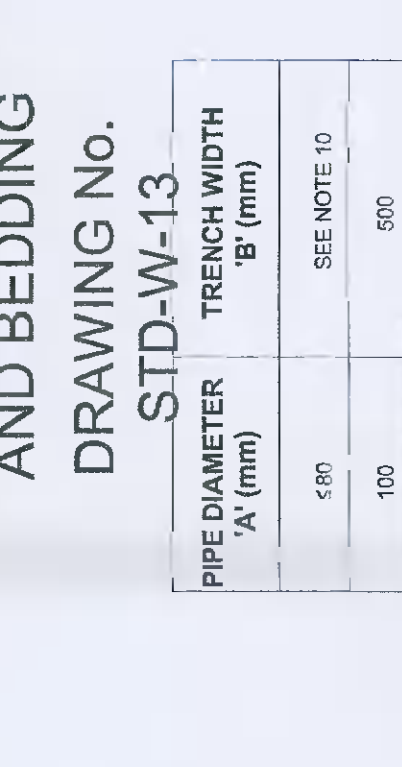 AND BEDDING
DRAWING No.
STD-W-13
PIPE DIAMETER 'A' (mm) TRENCH WIDTH 'B' (mm)
≤80 SEE NOTE 10
100 500